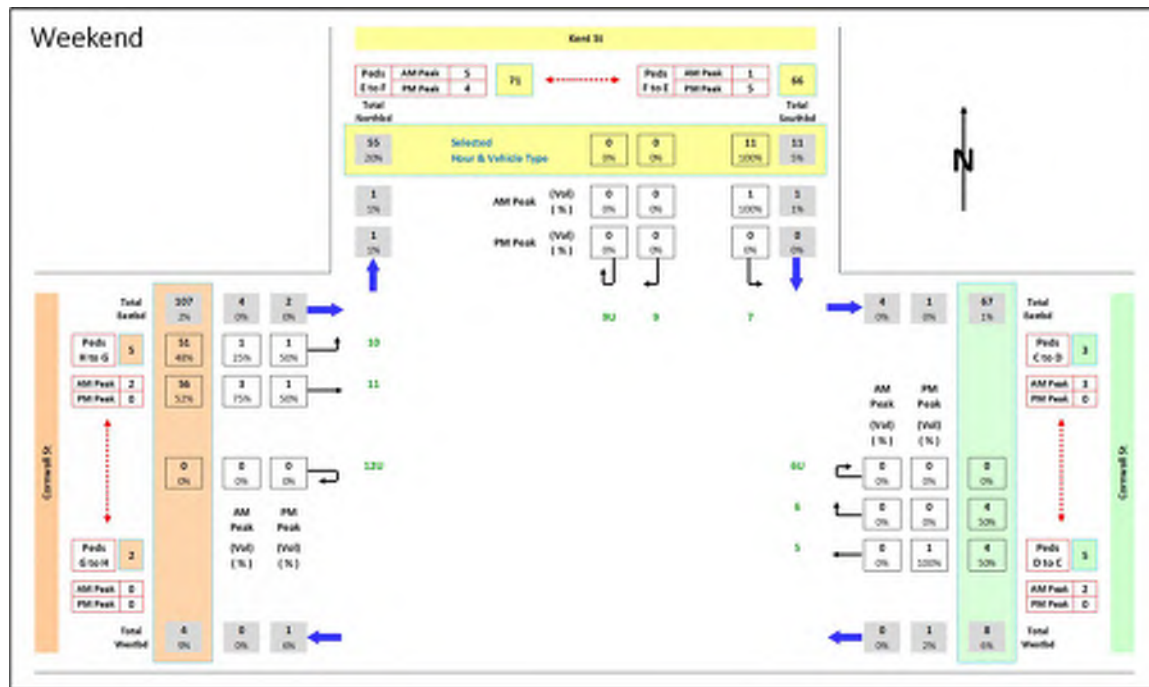 Weekend
Kent St
Peds AM Peak 5 71 Peds AM Peak 1 66
E to F PM Peak 4 F to E PM Peak 5
Total Total
Northbd Southbd
55 Selected 0 0 11 11
20% Hour & Vehicle Type 0% 0% 100% 5%
1 AM Peak (Vol) 0 0 1 1
1% (%) 0% 0% 100% 1%
1 PM Peak (Vol) 0 0 0 0
1% (%) 0% 0% 0% 0%
N
9U 9 7
Total 107 4 2
Eastbd 2% 0% 0%
Peds 5 51 1 1 10
H to G 48% 25% 50%
AM Peak 2 56 3 1 11
PM Peak 0 52% 75% 50%
Cornwall St
0 0 0 12U
0% 0% 0%
AM PM
Peak Peak
(Vol) (Vol)
(%) (%)
Peds 2
G to H
AM Peak 0
PM Peak 0
Total 4 0 1
Westbd 9% 0% 6%
4 1 67 Total
0% 0% 1% Eastbd
Peds 3
C to D
AM Peak 3
PM Peak 0
AM PM
Peak Peak
(Vol) (Vol)
(%) (%)
Cornwall St
6U 0 0 0
0% 0% 0%
6 0 0 4
0% 0% 50%
5 0 1 4
0% 100% 50%
Peds 5
D to C
AM Peak 2
PM Peak 0
0 1 8 Total
0% 2% 6% Westbd